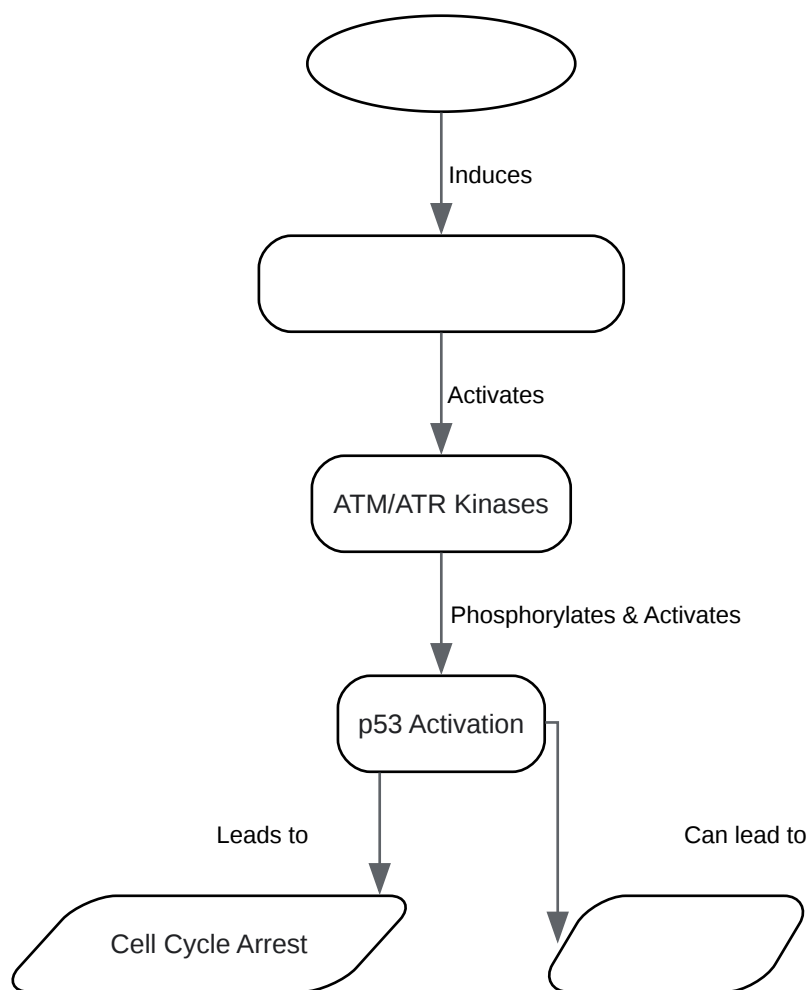 Induces
Activates
ATM/ATR Kinases
Phosphorylates & Activates
p53 Activation
Leads to
Can lead to
Cell Cycle Arrest